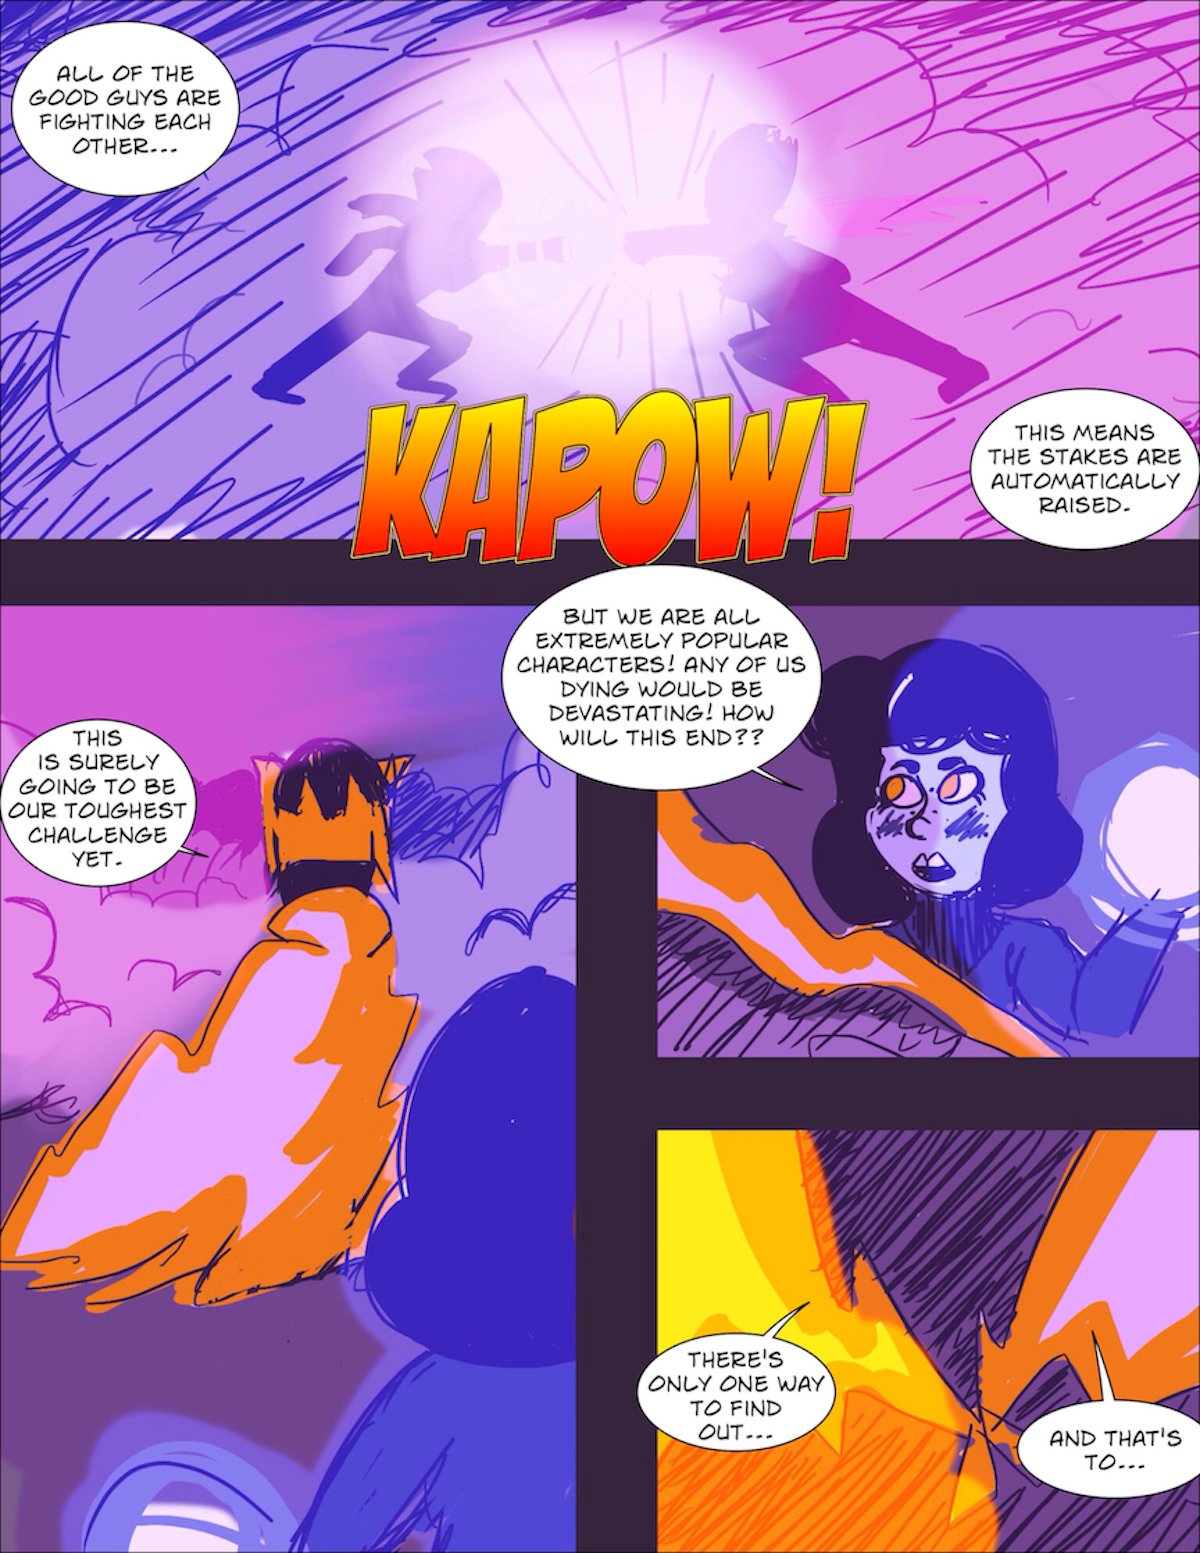 ALL OF THE
GOOD GUYS ARE
FIGHTING EACH
OTHER...
KAPOW!
THIS MEANS
THE STAKES ARE
AUTOMATICALLY
RAISED.
THIS
IS SURELY
GOING TO BE
OUR TOUGHEST
CHALLENGE
YET.
BUT WE ARE ALL
EXTREMELY POPULAR
CHARACTERS! ANY OF US
DYING WOULD BE
DEVASTATING! HOW
WILL THIS END??
THERE'S
ONLY ONE WAY
TO FIND
OUT...
AND THAT'S
TO...